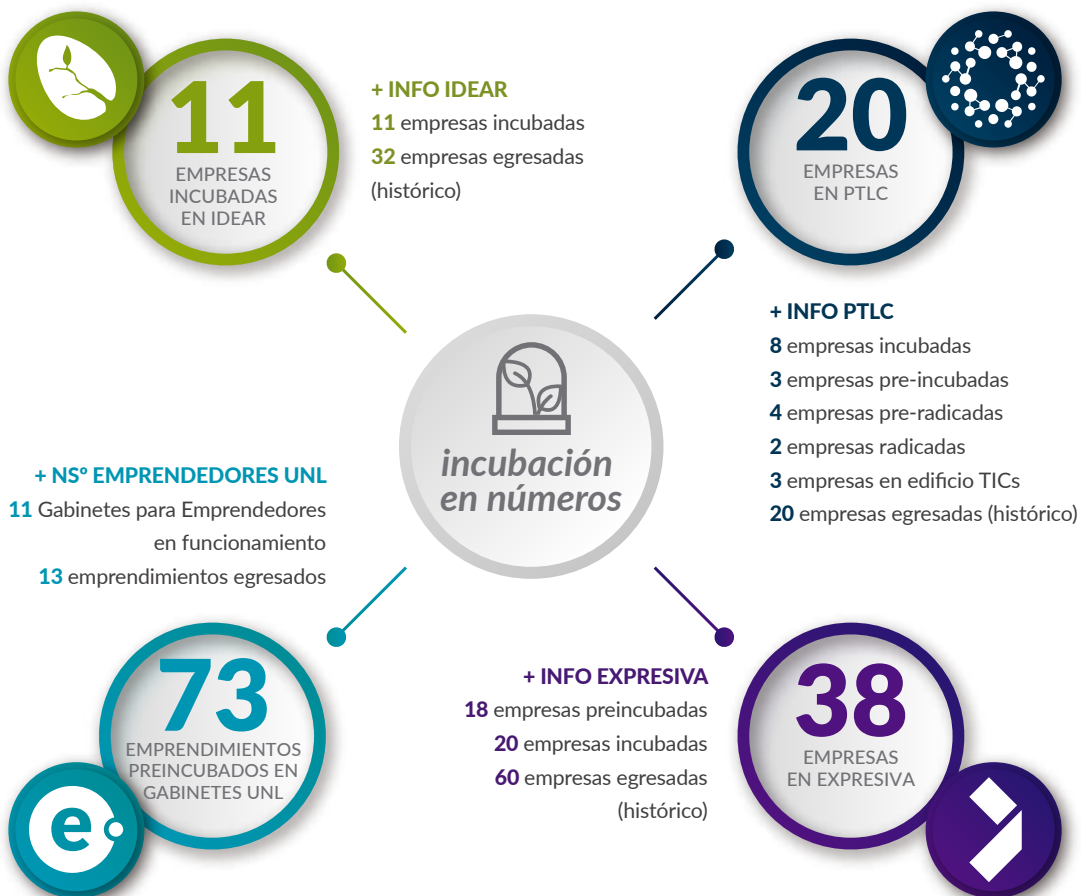 11
EMPRESAS
INCUBADAS
EN IDEAR
+ INFO IDEAR
11 empresas incubadas
32 empresas egresadas
(histórico)
20
EMPRESAS
EN PTLC
+ INFO PTLC
8 empresas incubadas
3 empresas pre-incubadas
4 empresas pre-radicadas
2 empresas radicadas
3 empresas en edificio TICs
20 empresas egresadas (histórico)
incubación
en números
+ NSº EMPRENDEDORES UNL
11 Gabinetes para Emprendedores
en funcionamiento
13 emprendimientos egresados
73
EMPRENDIMIENTOS
PREINCUBADOS EN
GABINETES UNL
e
+ INFO EXPRESIVA
18 empresas preincubadas
20 empresas incubadas
60 empresas egresadas
(histórico)
38
EMPRESAS
EN EXPRESIVA